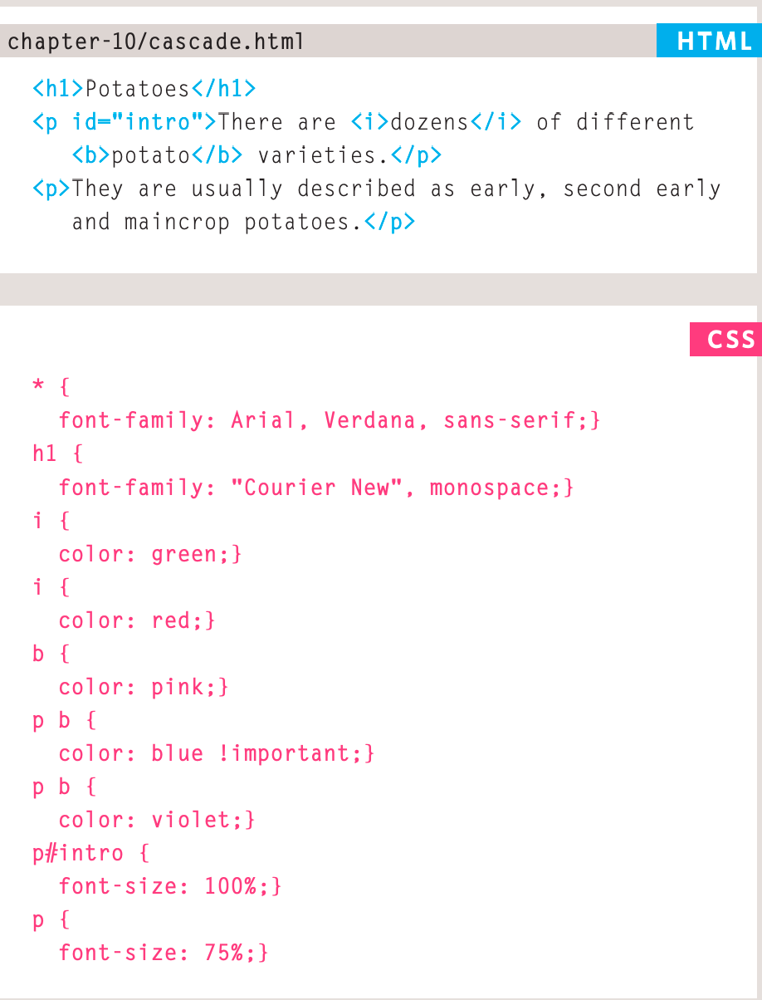 chapter-10/cascade.html HTML
<h1>Potatoes</h1>
<p id="intro">There are <i>dozens</i> of different
<b>potato</b> varieties.</p>
<p>They are usually described as early, second early
and maincrop potatoes.</p>
CSS
* {
font-family: Arial, Verdana, sans-serif;}
h1 {
font-family: "Courier New", monospace;}
i {
color: green;}
i {
color: red;}
b {
color: pink;}
p b {
color: blue !important;}
p b {
color: violet;}
p#intro {
font-size: 100%;}
p {
font-size: 75%;}